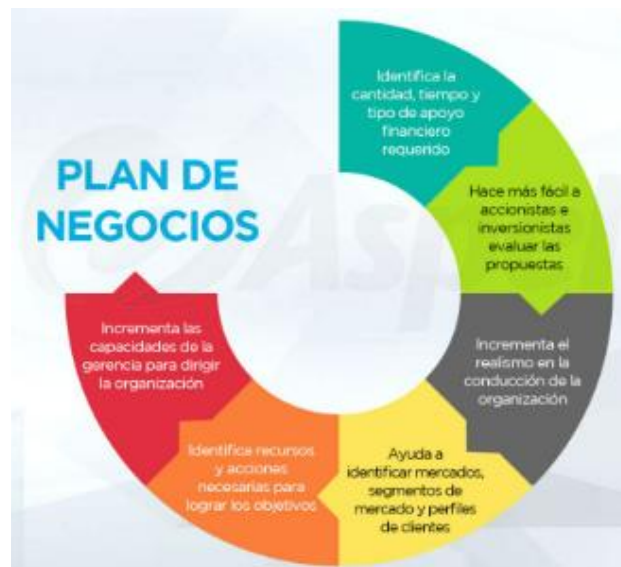 PLAN DE
NEGOCIOS
Identifica la
cantidad, tiempo y
tipo de apoyo
financiero
requerido
Hace más fácil a
accionistas e
inversionistas
evaluar las
propuestas
Incrementa el
realismo en la
conducción de la
organización
Ayuda a
identificar mercados,
segmentos de
mercado y perfiles
de clientes
Identifica recursos
y acciones
necesarias para
lograr los objetivos
Incrementa las
capacidades de la
gerencia para dirigir
la organización